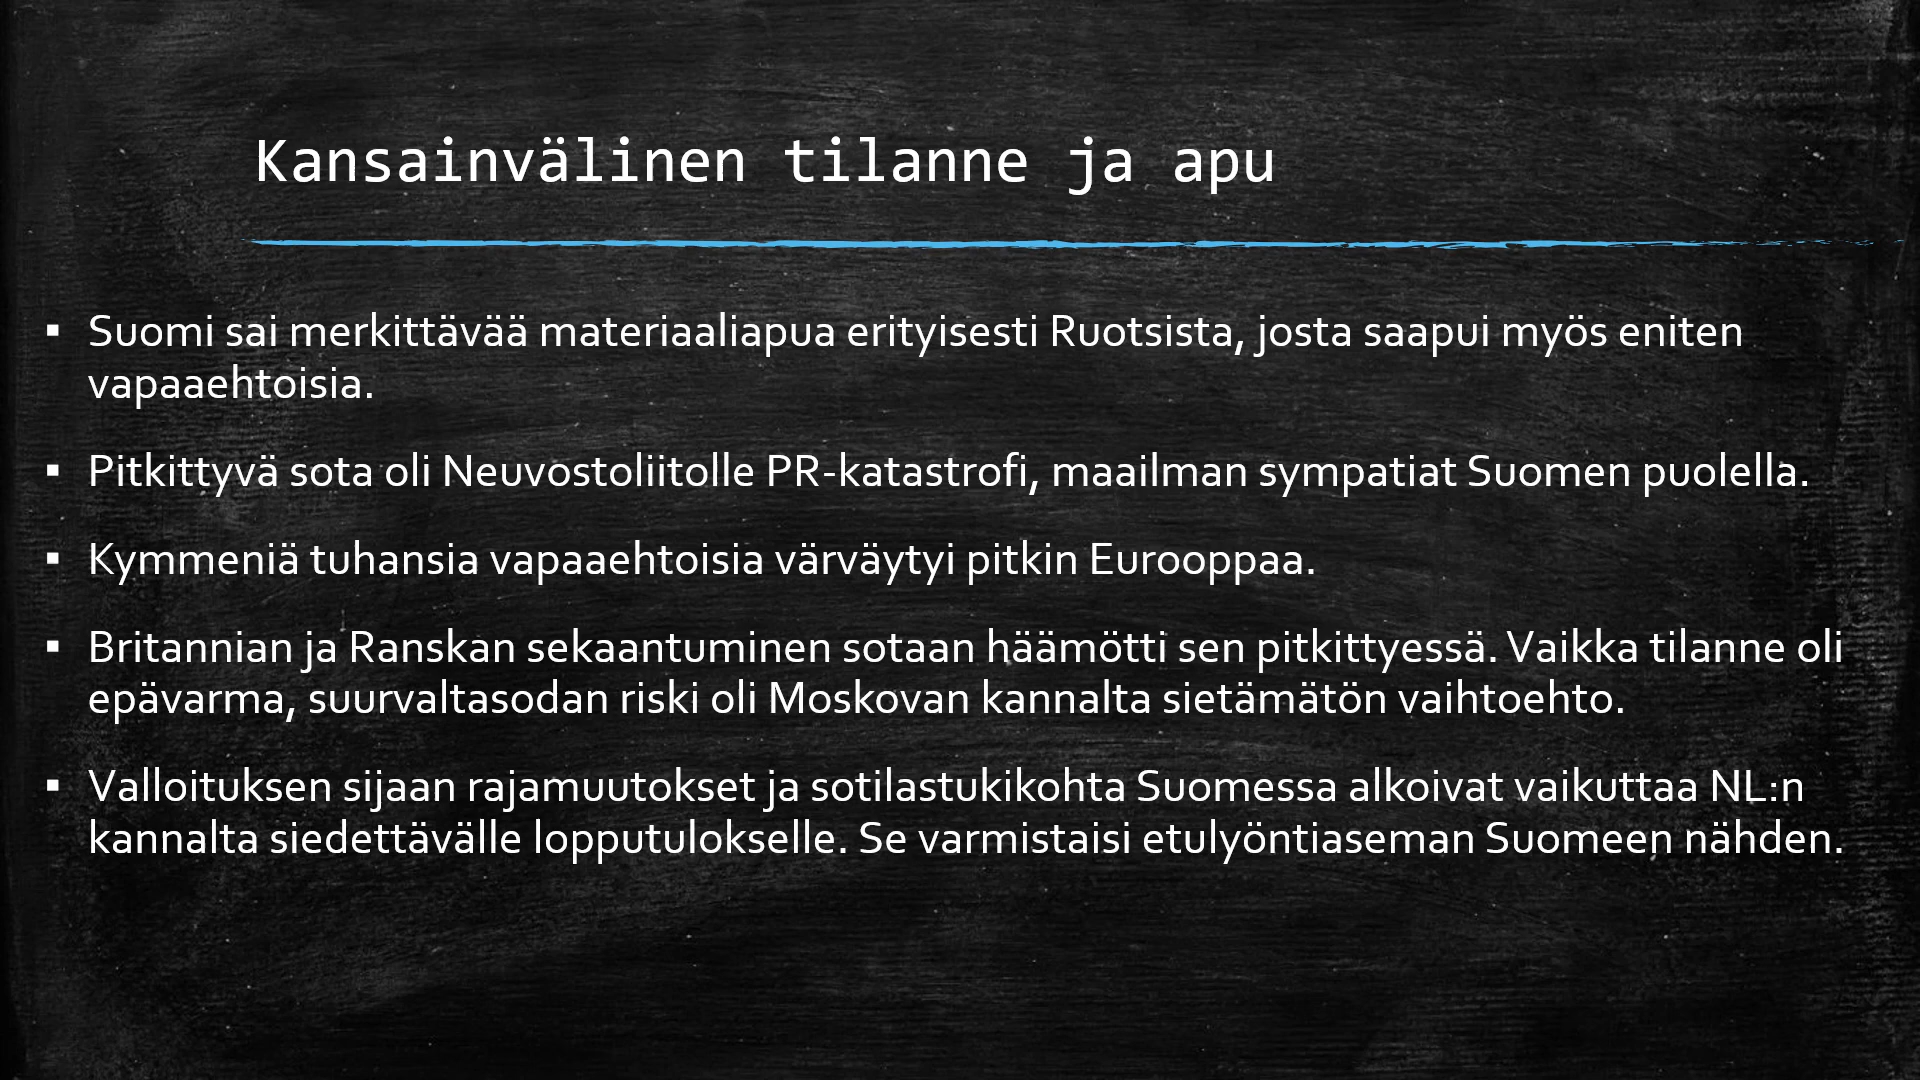 Kansainvälinen tilanne ja apu
▪ Suomi sai merkittävää materiaaliapua erityisesti Ruotsista, josta saapui myös eniten
vapaaehtoisia.
▪ Pitkittyvä sota oli Neuvostoliitolle PR-katastrofi, maailman sympatiat Suomen puolella.
▪ Kymmeniä tuhansia vapaaehtoisia värväytyi pitkin Eurooppaa.
▪ Britannian ja Ranskan sekaantuminen sotaan häämötti sen pitkittyessä. Vaikka tilanne oli
epävarma, suurvaltasodan riski oli Moskovan kannalta sietämätön vaihtoehto.
▪ Valloituksen sijaan rajamuutokset ja sotilastukikohta Suomessa alkoivat vaikuttaa NL:n
kannalta siedettävälle lopputulokselle. Se varmistaisi etulyöntiaseman Suomeen nähden.